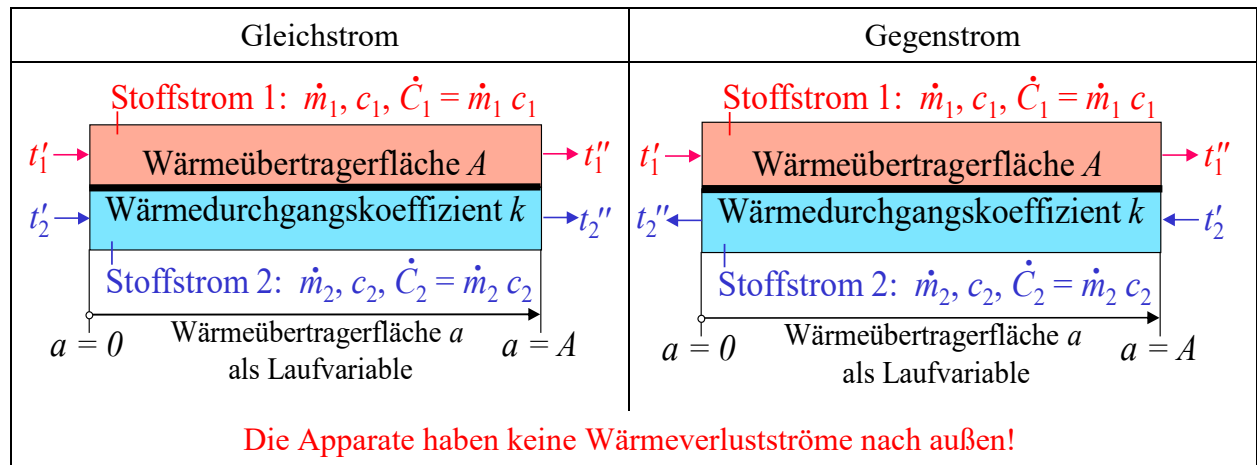 Gleichstrom
Stoffstrom 1: ṁ₁, c₁, Ċ₁ = ṁ₁ c₁
t₁′ t₁″
Wärmeübertragerfläche A
Wärmedurchgangskoeffizient k
t₂′ t₂″
Stoffstrom 2: ṁ₂, c₂, Ċ₂ = ṁ₂ c₂
Wärmeübertragerfläche a
als Laufvariable
a = 0 a = A
Gegenstrom
Stoffstrom 1: ṁ₁, c₁, Ċ₁ = ṁ₁ c₁
t₁′ t₁″
Wärmeübertragerfläche A
Wärmedurchgangskoeffizient k
t₂″ t₂′
Stoffstrom 2: ṁ₂, c₂, Ċ₂ = ṁ₂ c₂
Wärmeübertragerfläche a
als Laufvariable
a = 0 a = A
Die Apparate haben keine Wärmeverlustströme nach außen!